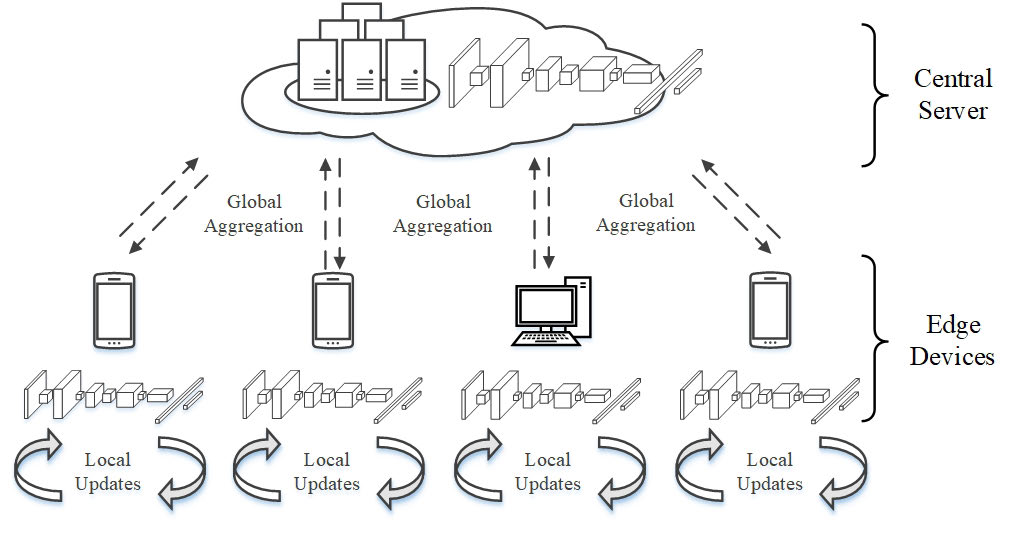 Central
Server
Global
Aggregation
Global
Aggregation
Global
Aggregation
Edge
Devices
Local
Updates
Local
Updates
Local
Updates
Local
Updates